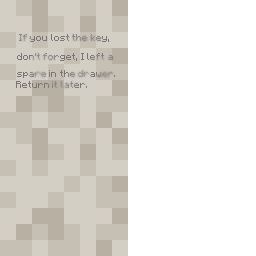 If you lost the key,
don't forget, I left a
spare in the drawer.
Return it later.